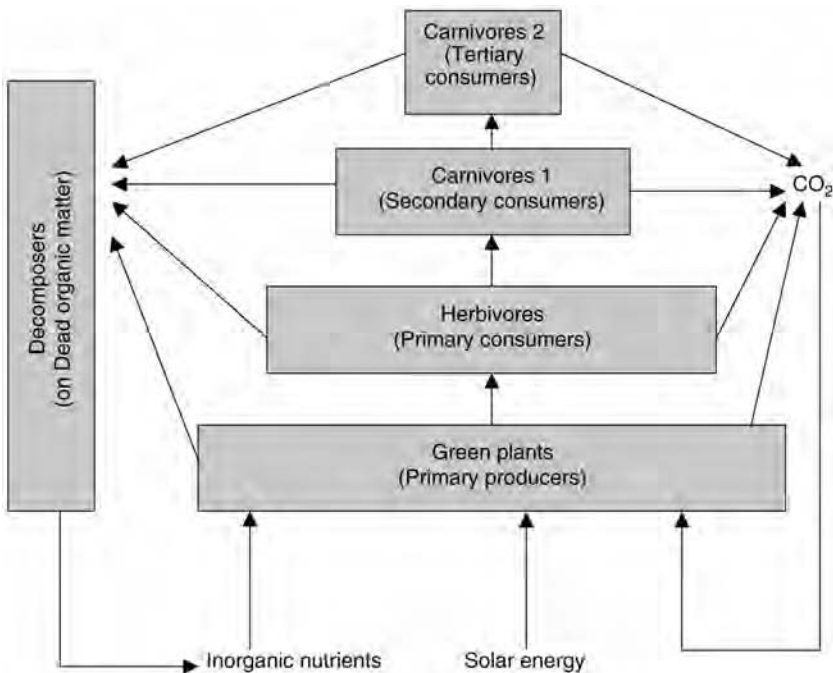 Carnivores 2
(Tertiary
consumers)
Carnivores 1
(Secondary consumers)
CO₂
Decomposers
(on Dead organic matter)
Herbivores
(Primary consumers)
Green plants
(Primary producers)
Inorganic nutrients
Solar energy